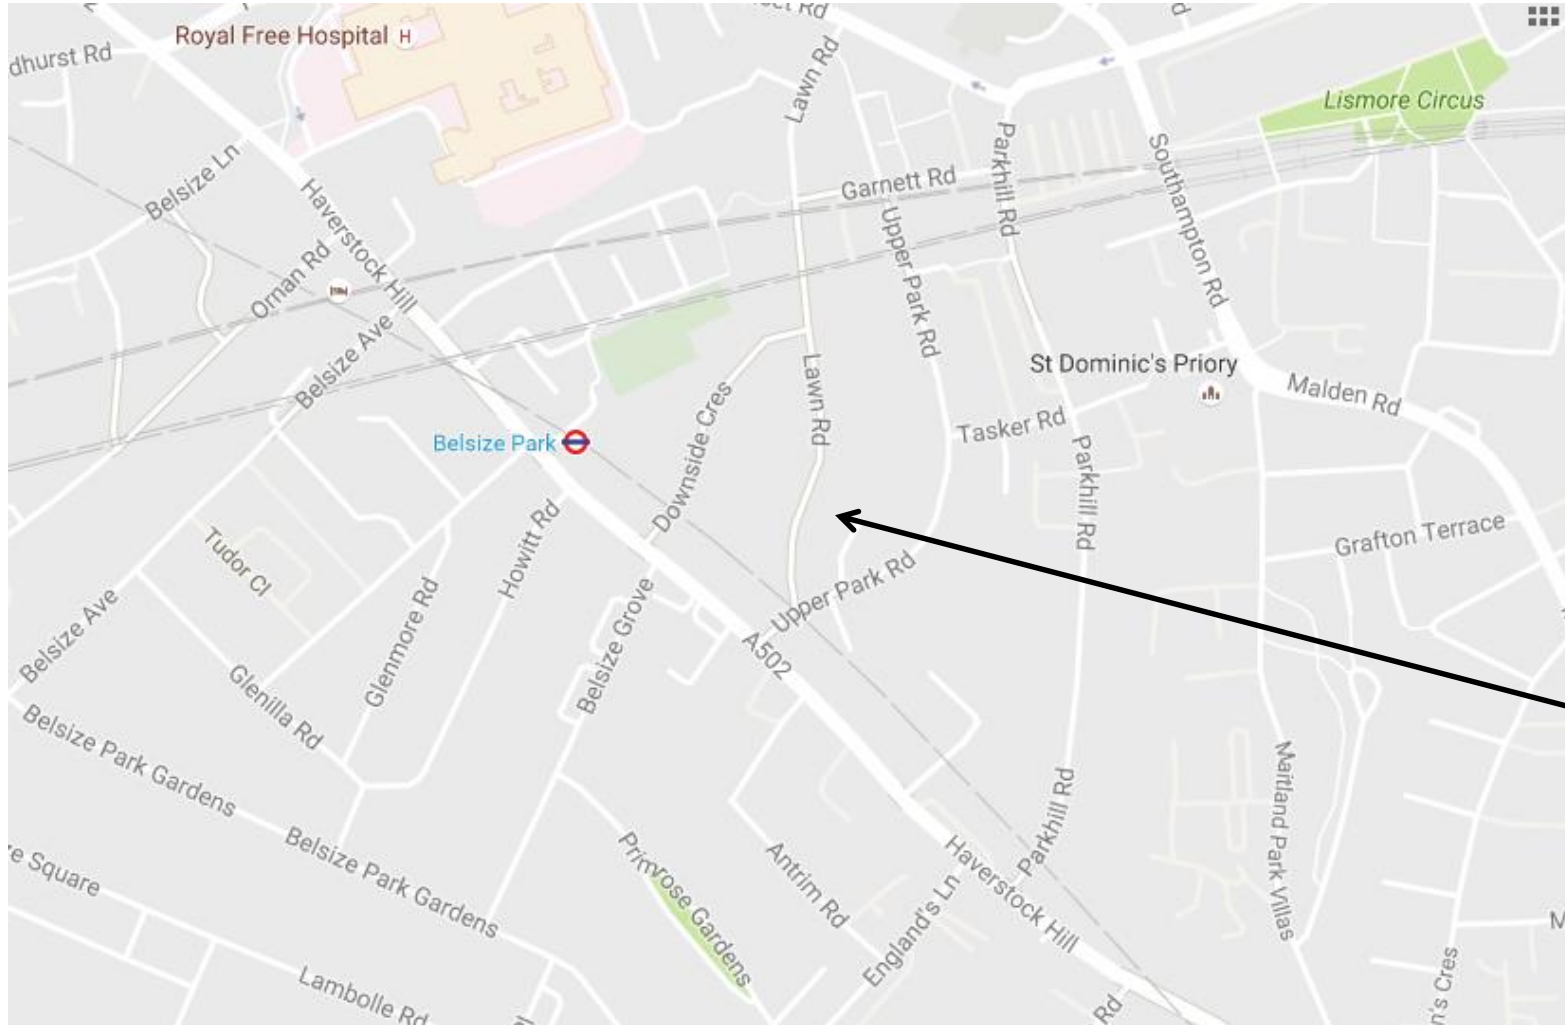 Royal Free Hospital H
dhurst Rd
Lawn Rd
Lismore Circus
Belsize Ln
Parkhill Rd
Southampton Rd
Garnett Rd
Haverstock Hill
Upper Park Rd
Ornan Rd
Belsize Ave
Lawn Rd
St Dominic's Priory
Malden Rd
Downside Cres
Tasker Rd
Belsize Park
Parkhill Rd
Howitt Rd
Grafton Terrace
Tudor Cl
Upper Park Rd
Belsize Ave
Glenmore Rd
Belsize Grove
A502
Glenilla Rd
Belsize Park Gardens
Maitland Park Villas
Parkhill Rd
Primrose Gardens
Antrim Rd
Haverstock Hill
Belsize Park Gardens
e Square
England's Ln
Lambolle Rd
Rd
n's Cres
M